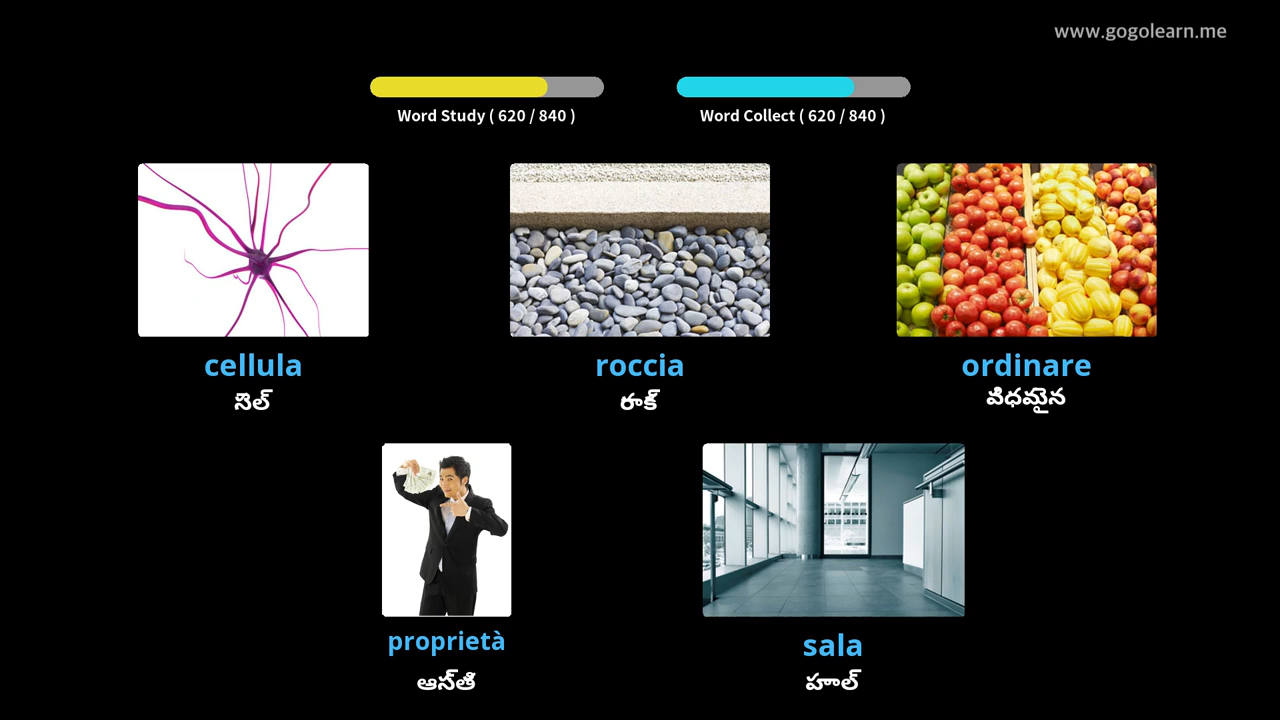 www.gogolearn.me
Word Study ( 620 / 840 )
Word Collect ( 620 / 840 )
cellula
roccia
ordinare
సెల్
రాక్
విధమైన
proprietà
sala
ఆస్తి
హాల్